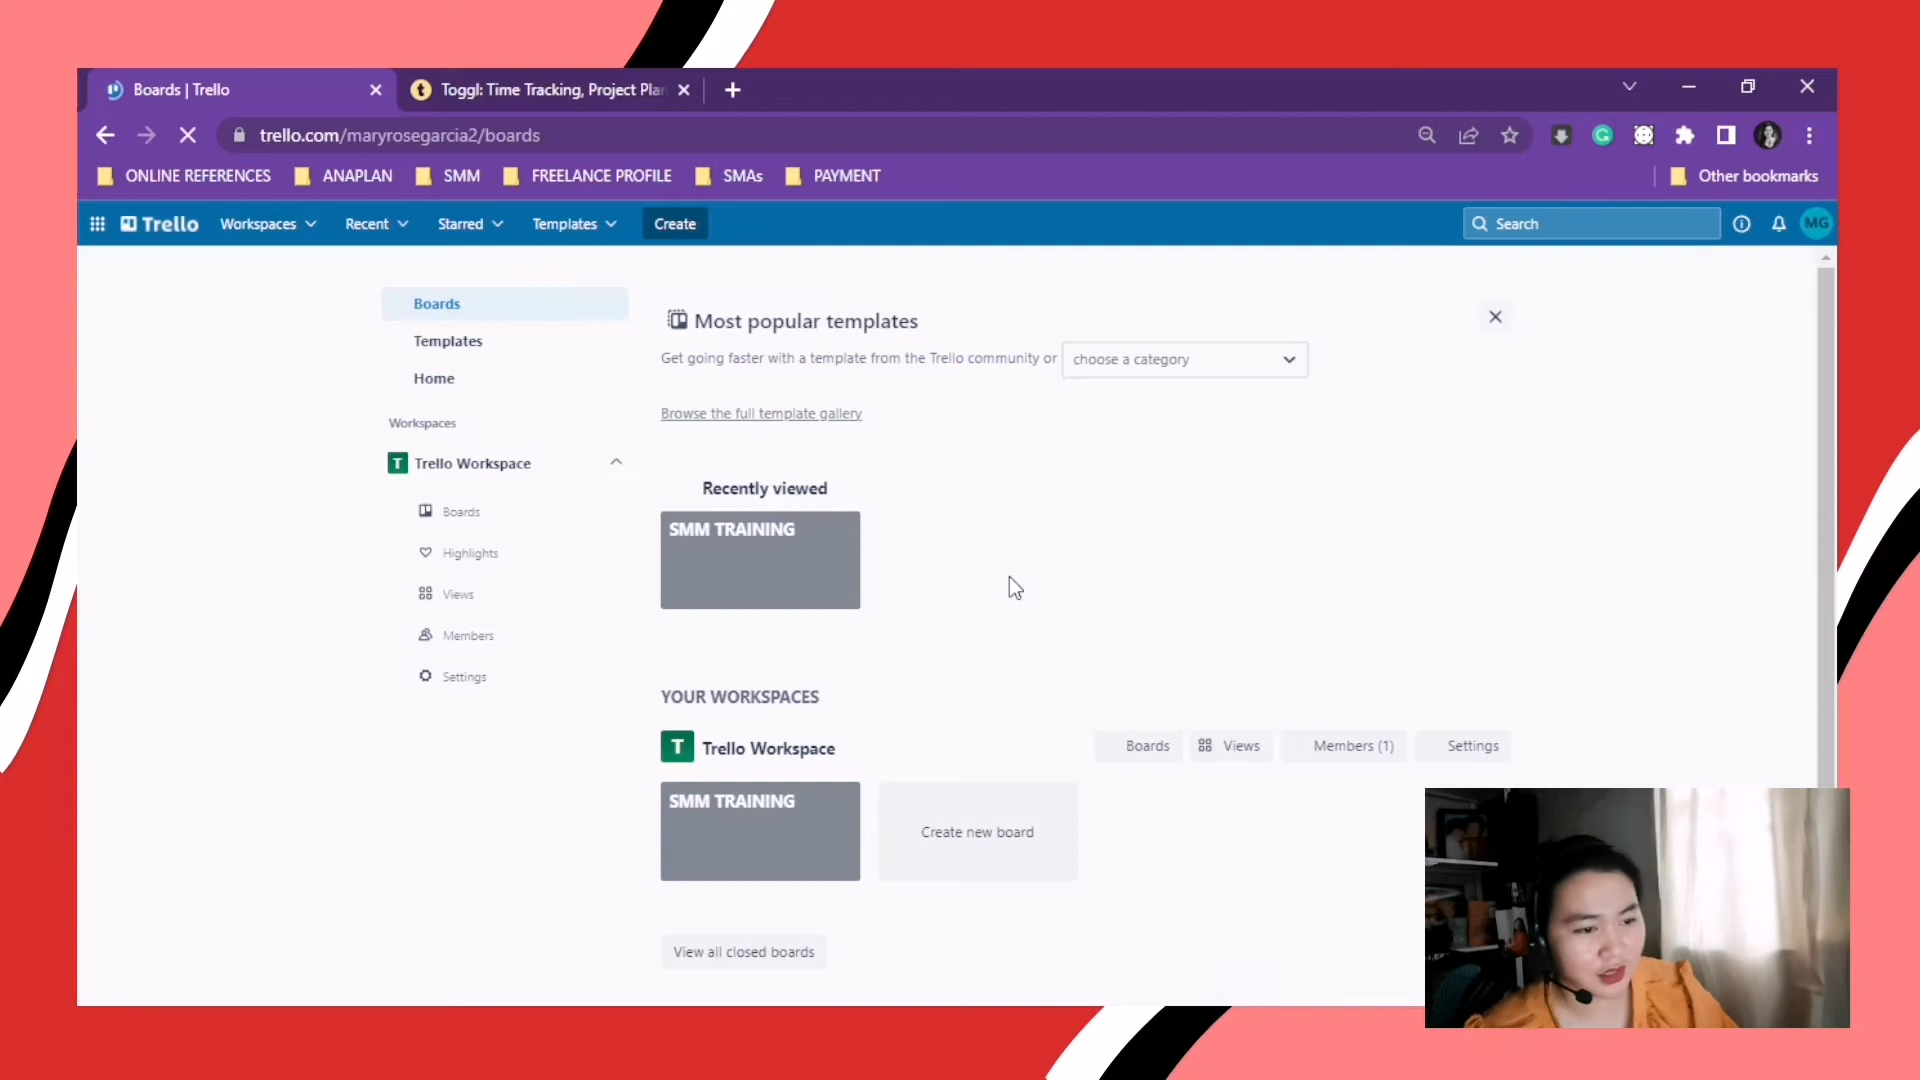 Boards | Trello
Toggl: Time Tracking, Project Plan
trello.com/maryrosegarcia2/boards
ONLINE REFERENCES
ANAPLAN
SMM
FREELANCE PROFILE
SMAs
PAYMENT
Other bookmarks
Trello
Workspaces
Recent
Starred
Templates
Create
Search
MG
Boards
Templates
Home
Workspaces
T Trello Workspace
Boards
Highlights
Views
Members
Settings
Most popular templates
Get going faster with a template from the Trello community or choose a category
Browse the full template gallery
Recently viewed
SMM TRAINING
YOUR WORKSPACES
T Trello Workspace
Boards
Views
Members (1)
Settings
SMM TRAINING
Create new board
View all closed boards